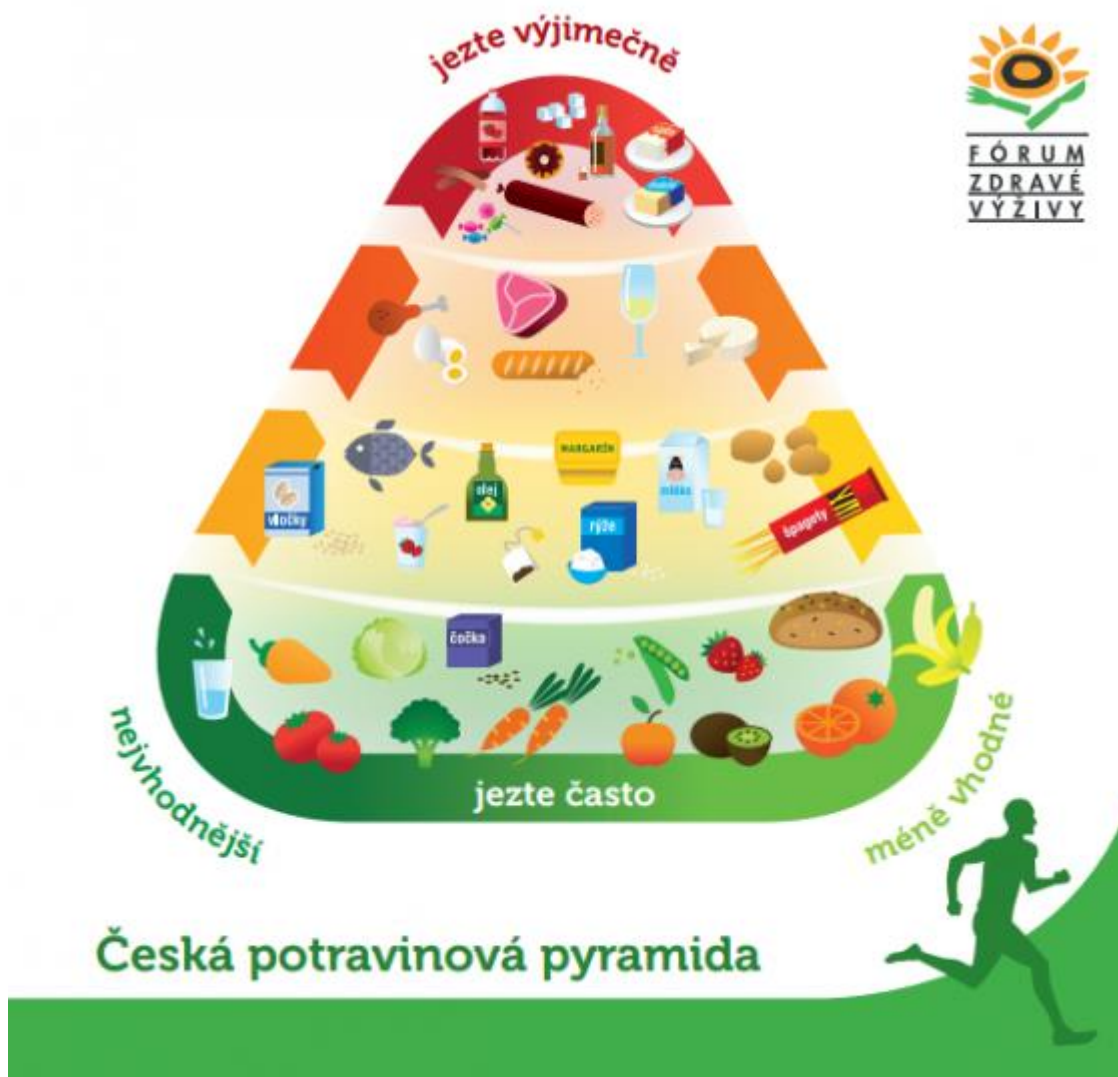 jezte výjimečně
FÓRUM
ZDRAVÉ
VÝŽIVY
MARGARÍN
olej
mléko
vločky
rýže
špagety
čočka
jezte často
nejvhodnější
méně vhodné
Česká potravinová pyramida